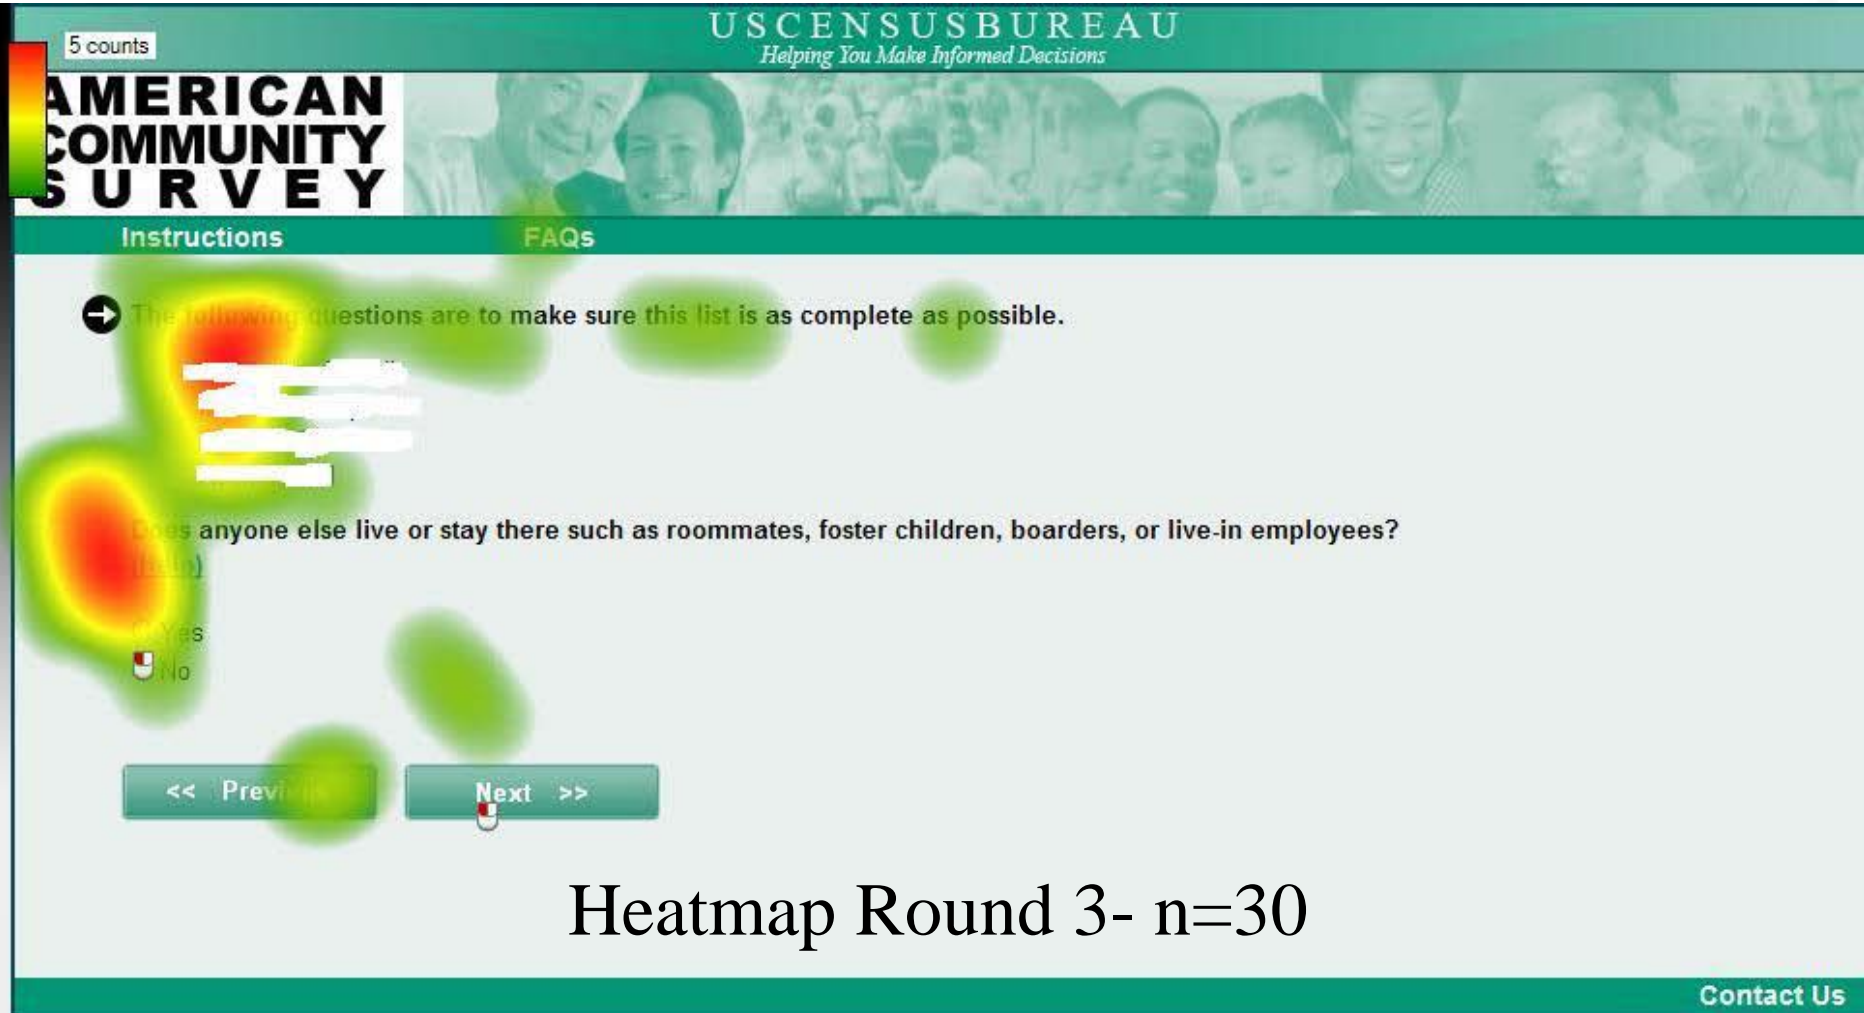 USCENSUSBUREAU
Helping You Make Informed Decisions
5 counts
AMERICAN
COMMUNITY
SURVEY
Instructions FAQs
The following questions are to make sure this list is as complete as possible.
Does anyone else live or stay there such as roommates, foster children, boarders, or live-in employees?
(Help)
Yes
No
<< Previous Next >>
Heatmap Round 3- n=30
Contact Us